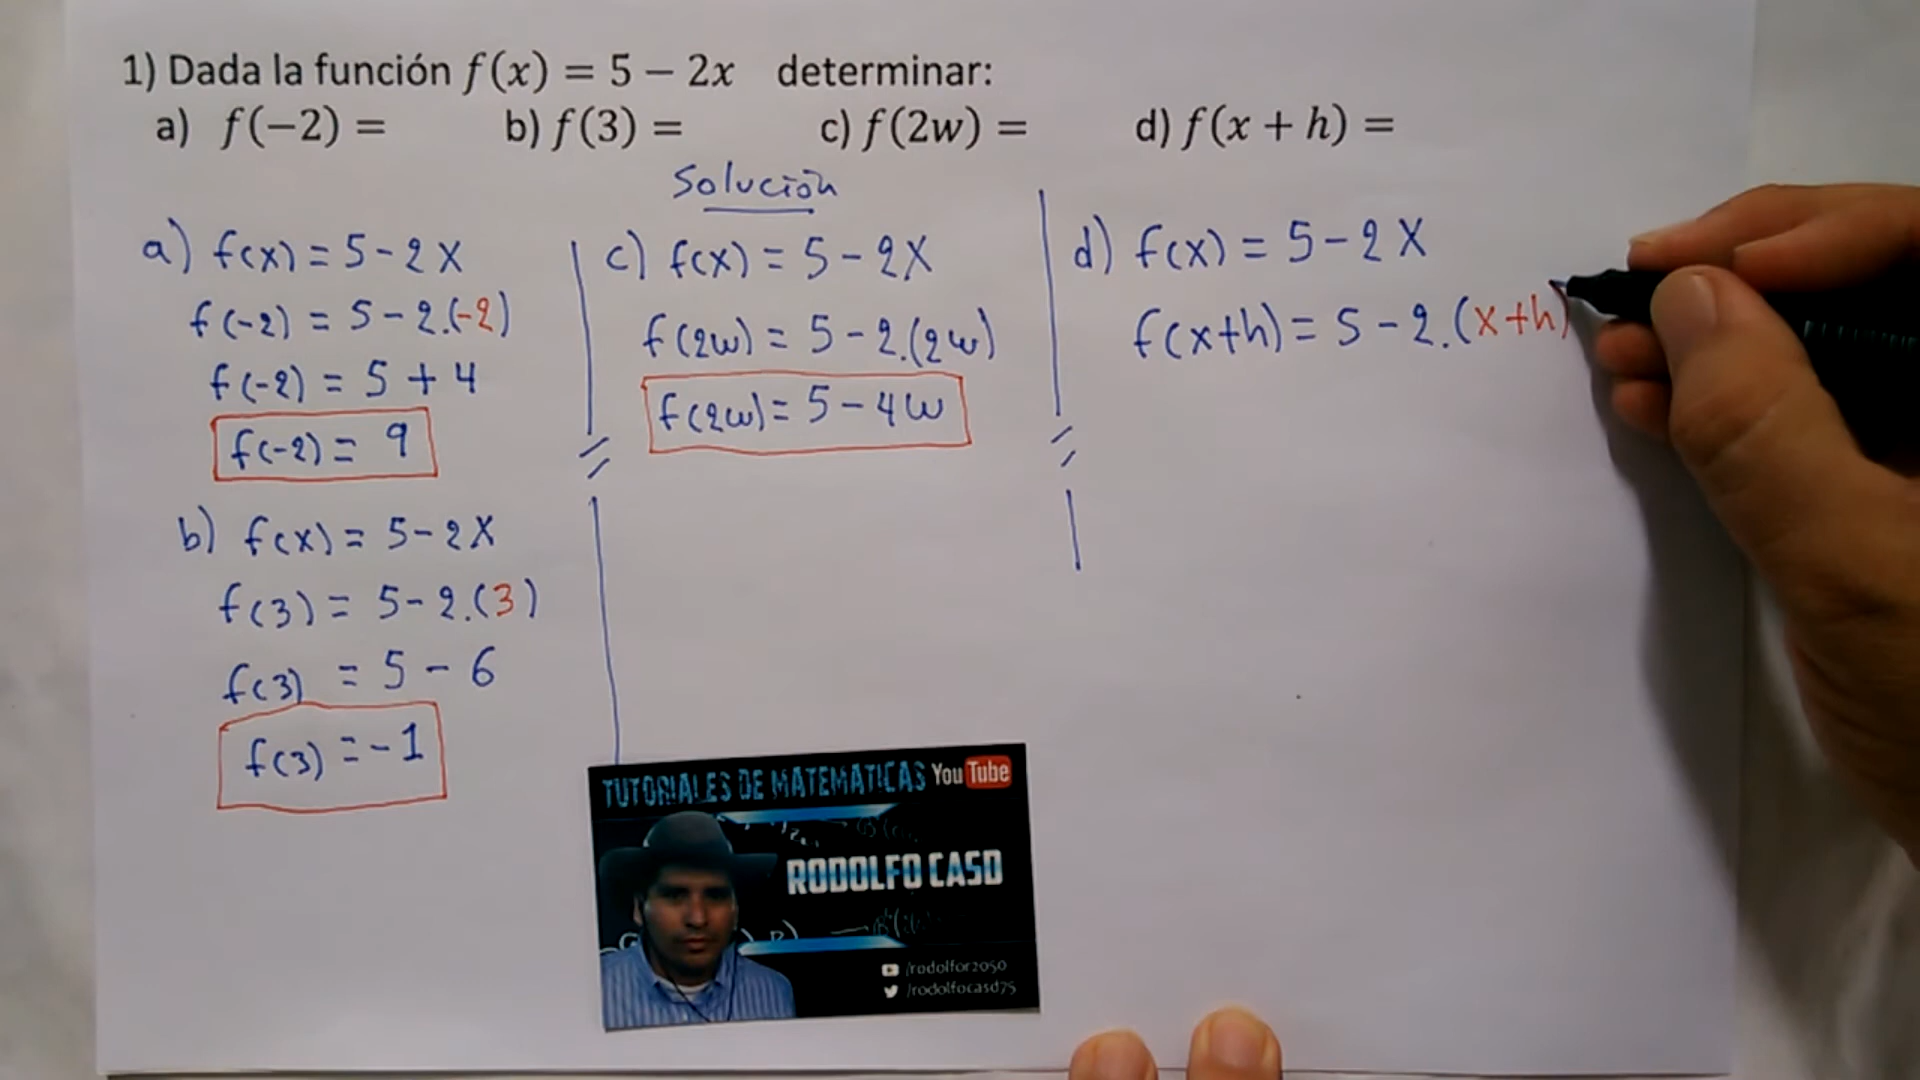 1) Dada la función f(x) = 5 − 2x determinar:
a) f(−2) = b) f(3) = c) f(2w) = d) f(x + h) =
Solución
a) f(x) = 5 - 2x
f(-2) = 5 - 2.(-2)
f(-2) = 5 + 4
f(-2) = 9
b) f(x) = 5 - 2x
f(3) = 5 - 2.(3)
f(3) = 5 - 6
f(3) = -1
c) f(x) = 5 - 2x
f(2w) = 5 - 2.(2w)
f(2w) = 5 - 4w
d) f(x) = 5 - 2x
f(x+h) = 5 - 2.(x+h)
TUTORIALES DE MATEMATICAS YouTube
RODOLFO CASD
/rodolfor2050
/rodolfocasd75